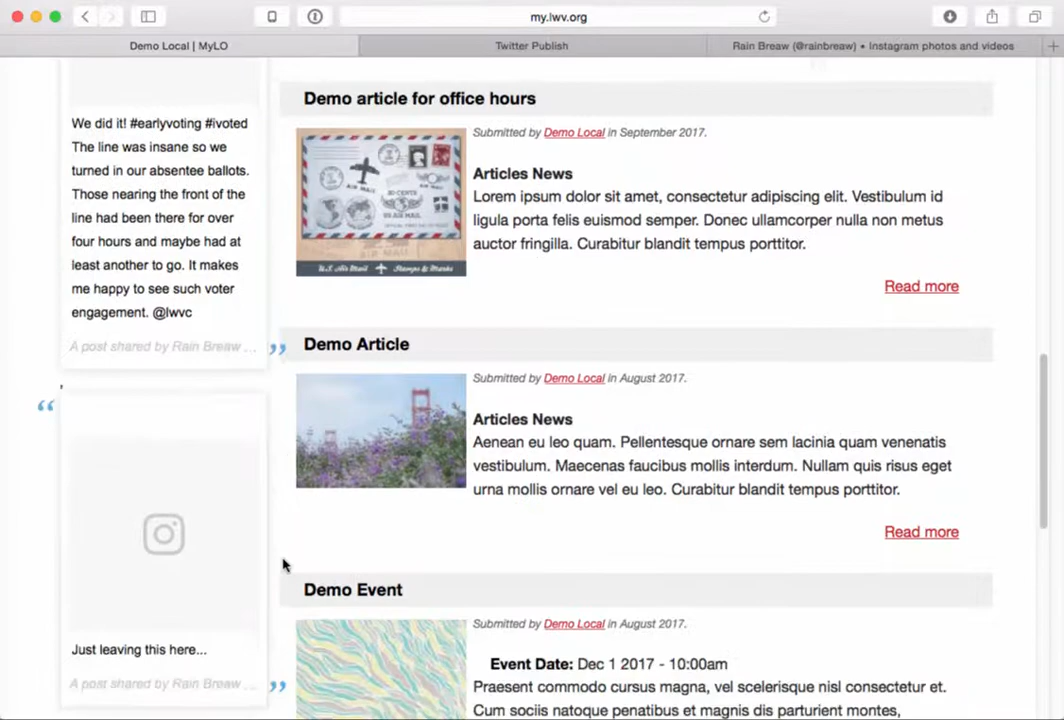 my.lwv.org
Demo Local | MyLO
Twitter Publish
Rain Breaw (@rainbreaw) • Instagram photos and videos
We did it! #earlyvoting #ivoted
The line was insane so we
turned in our absentee ballots.
Those nearing the front of the
line had been there for over
four hours and maybe had at
least another to go. It makes
me happy to see such voter
engagement. @lwvc
A post shared by Rain Breaw ...
”
“
Just leaving this here...
A post shared by Rain Breaw ...
”
Demo article for office hours
Submitted by Demo Local in September 2017.
AIR MAIL
U.S. Air Mail Stamps & Marks
Articles News
Lorem ipsum dolor sit amet, consectetur adipiscing elit. Vestibulum id
ligula porta felis euismod semper. Donec ullamcorper nulla non metus
auctor fringilla. Curabitur blandit tempus porttitor.
Read more
Demo Article
Submitted by Demo Local in August 2017.
Articles News
Aenean eu leo quam. Pellentesque ornare sem lacinia quam venenatis
vestibulum. Maecenas faucibus mollis interdum. Nullam quis risus eget
urna mollis ornare vel eu leo. Curabitur blandit tempus porttitor.
Read more
Demo Event
Submitted by Demo Local in August 2017.
Event Date: Dec 1 2017 - 10:00am
Praesent commodo cursus magna, vel scelerisque nisl consectetur et.
Cum sociis natoque penatibus et magnis dis parturient montes,